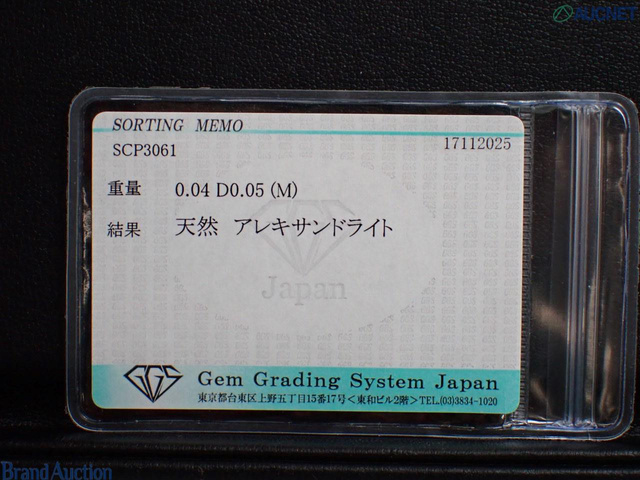 AUCNET
SORTING MEMO
SCP3061
17112025
重量 0.04 D0.05 (M)
結果 天然 アレキサンドライト
Japan
GGS
Gem Grading System Japan
東京都台東区上野五丁目15番17号<東和ビル2階>TEL.(03)3834-1020
Brand Auction